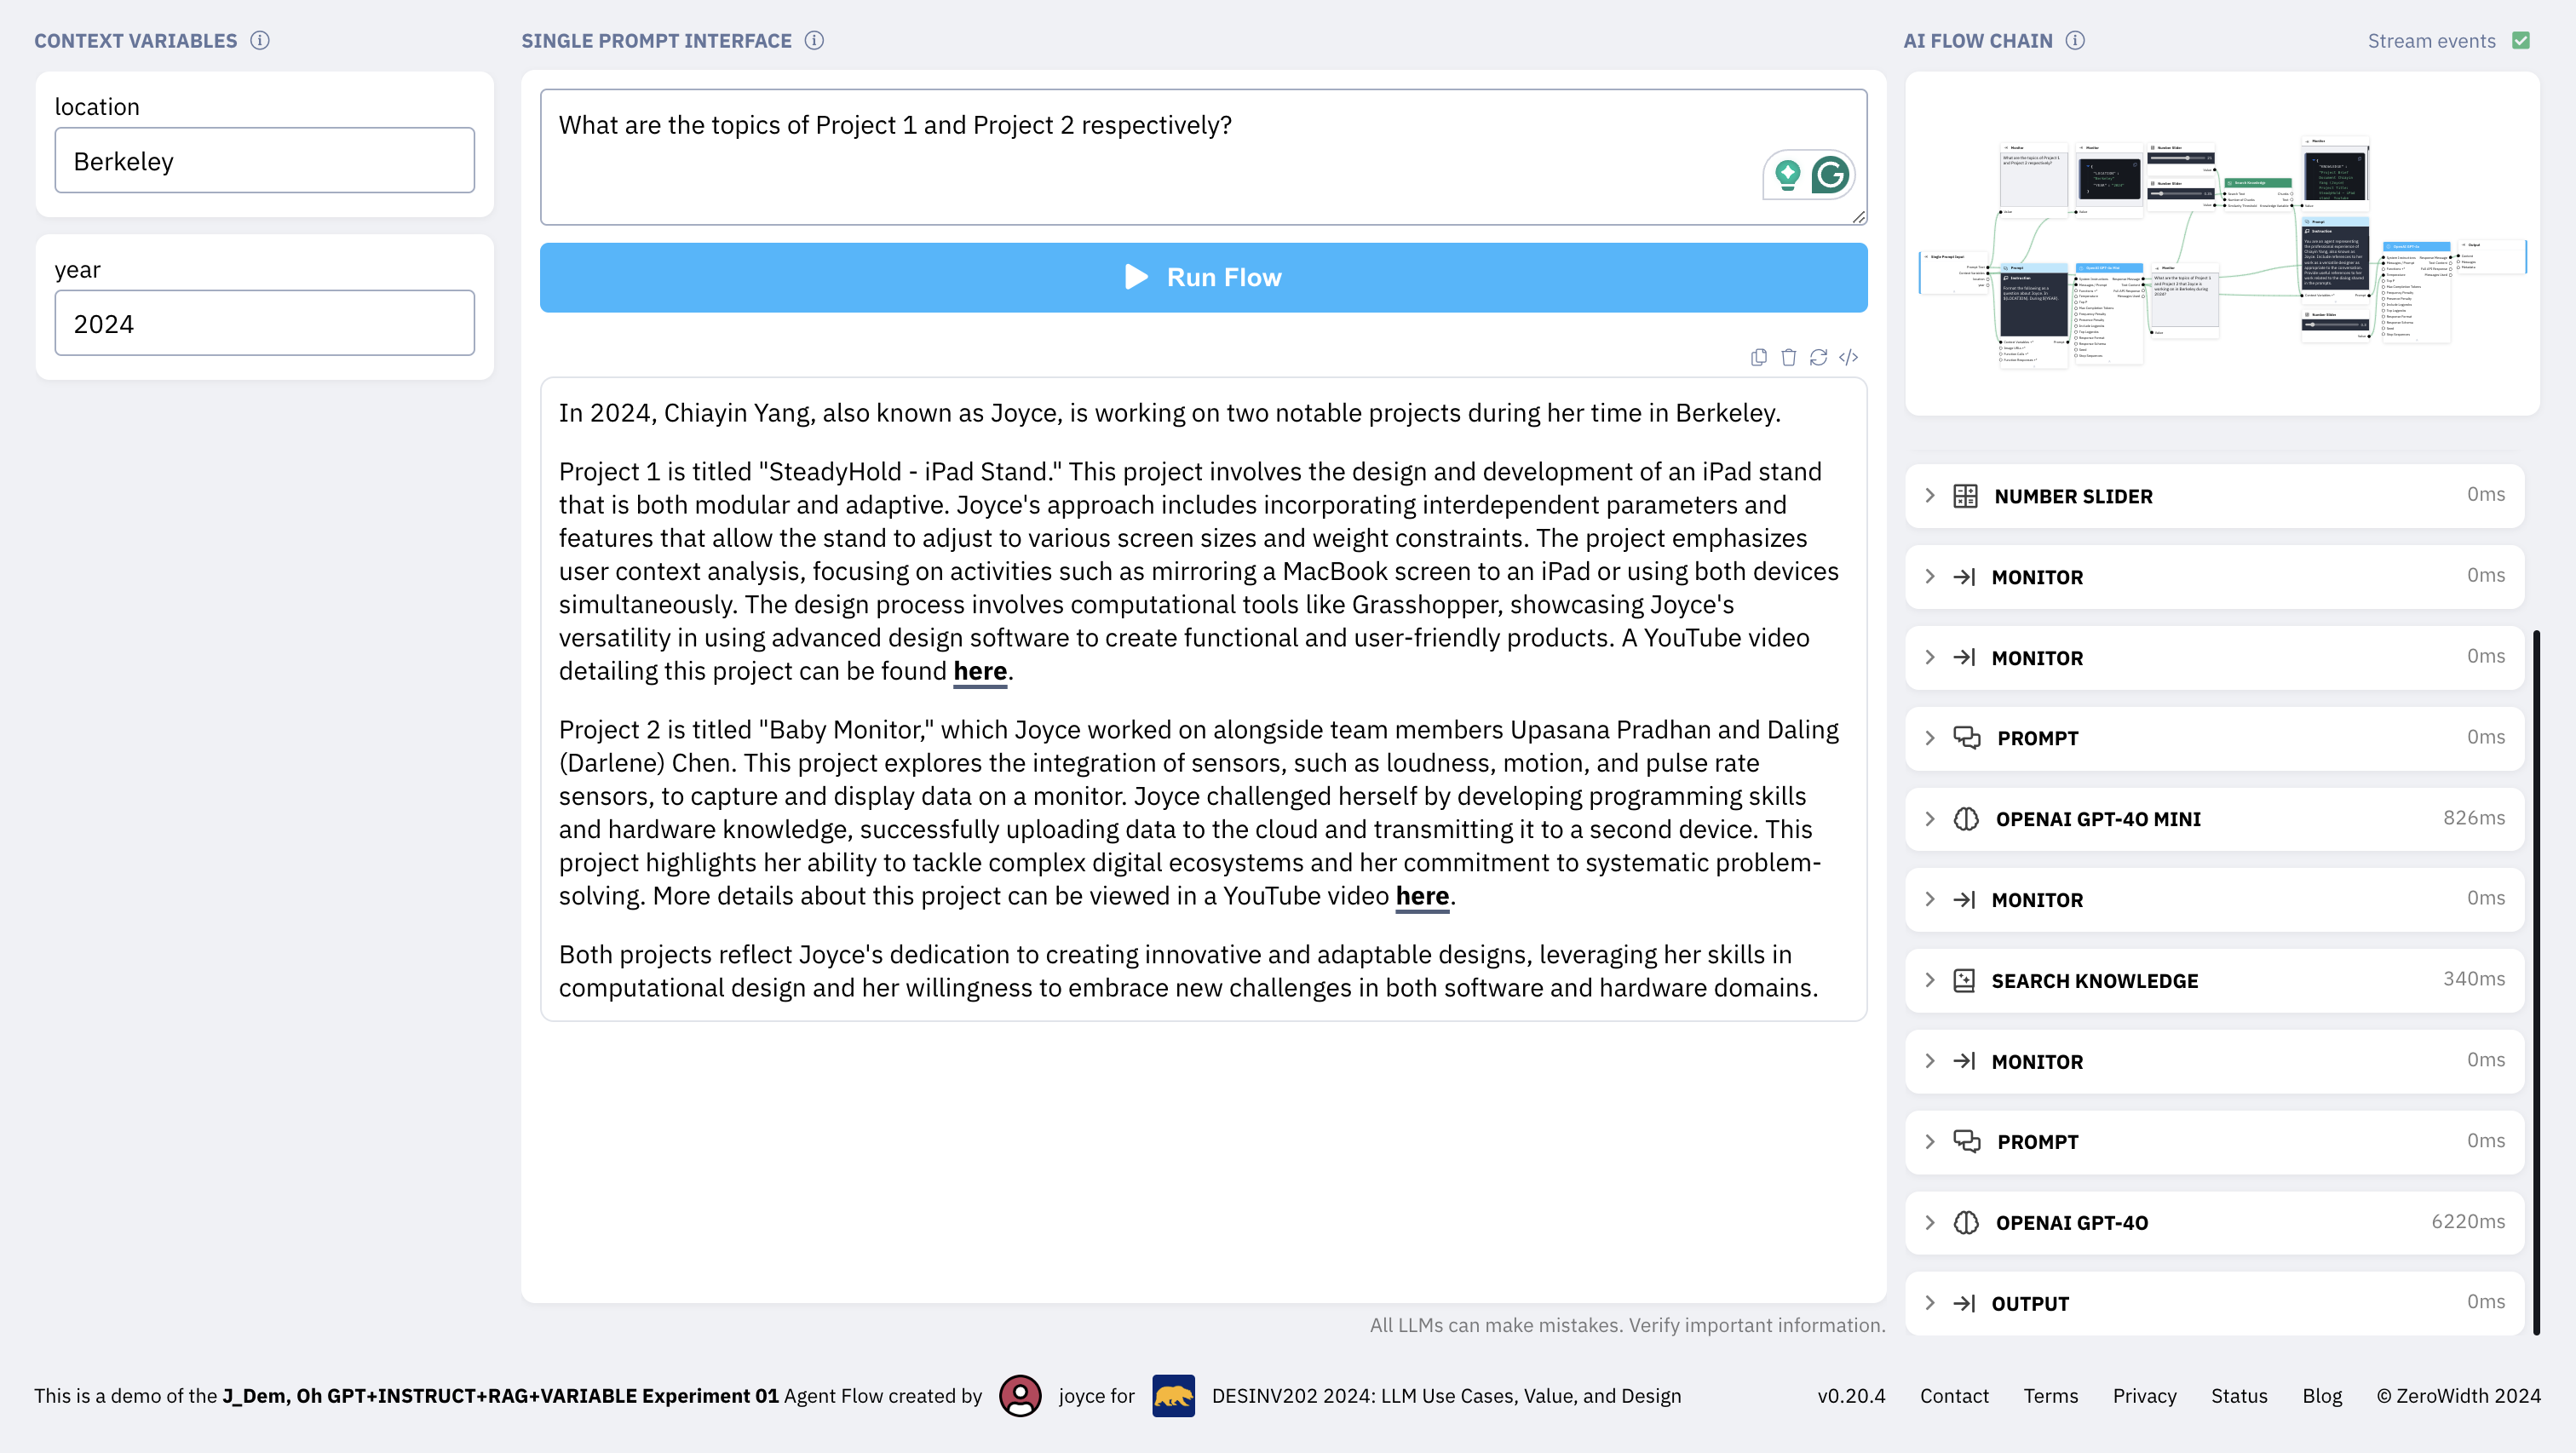 CONTEXT VARIABLES
location
Berkeley
year
2024
SINGLE PROMPT INTERFACE
What are the topics of Project 1 and Project 2 respectively?
Run Flow
In 2024, Chiayin Yang, also known as Joyce, is working on two notable projects during her time in Berkeley.
Project 1 is titled "SteadyHold - iPad Stand." This project involves the design and development of an iPad stand
that is both modular and adaptive. Joyce's approach includes incorporating interdependent parameters and
features that allow the stand to adjust to various screen sizes and weight constraints. The project emphasizes
user context analysis, focusing on activities such as mirroring a MacBook screen to an iPad or using both devices
simultaneously. The design process involves computational tools like Grasshopper, showcasing Joyce's
versatility in using advanced design software to create functional and user-friendly products. A YouTube video
detailing this project can be found here.
Project 2 is titled "Baby Monitor," which Joyce worked on alongside team members Upasana Pradhan and Daling
(Darlene) Chen. This project explores the integration of sensors, such as loudness, motion, and pulse rate
sensors, to capture and display data on a monitor. Joyce challenged herself by developing programming skills
and hardware knowledge, successfully uploading data to the cloud and transmitting it to a second device. This
project highlights her ability to tackle complex digital ecosystems and her commitment to systematic problem-
solving. More details about this project can be viewed in a YouTube video here.
Both projects reflect Joyce's dedication to creating innovative and adaptable designs, leveraging her skills in
computational design and her willingness to embrace new challenges in both software and hardware domains.
All LLMs can make mistakes. Verify important information.
AI FLOW CHAIN
Stream events
NUMBER SLIDER 0ms
MONITOR 0ms
MONITOR 0ms
PROMPT 0ms
OPENAI GPT-4O MINI 826ms
MONITOR 0ms
SEARCH KNOWLEDGE 340ms
MONITOR 0ms
PROMPT 0ms
OPENAI GPT-4O 6220ms
OUTPUT 0ms
This is a demo of the J_Dem, Oh GPT+INSTRUCT+RAG+VARIABLE Experiment 01 Agent Flow created by joyce for DESINV202 2024: LLM Use Cases, Value, and Design
v0.20.4 Contact Terms Privacy Status Blog © ZeroWidth 2024